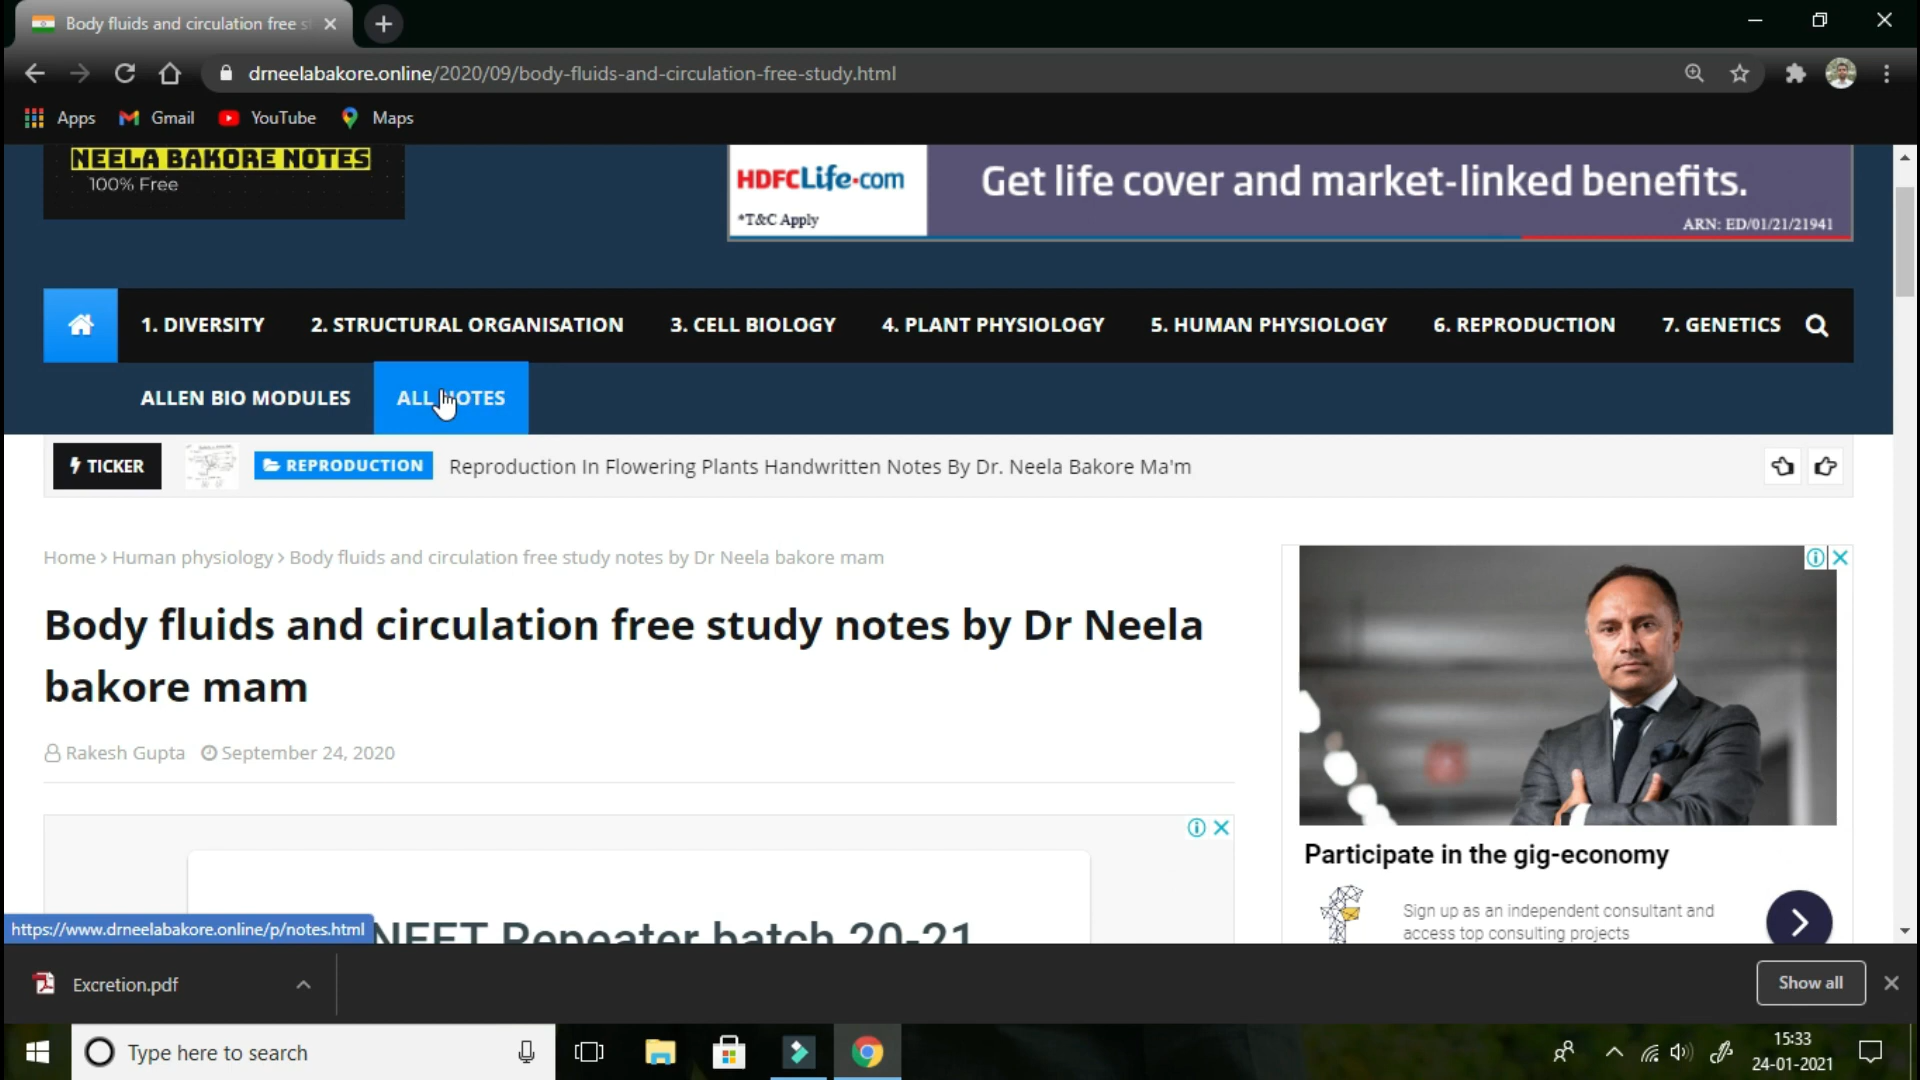 Body fluids and circulation free s
drneelabakore.online/2020/09/body-fluids-and-circulation-free-study.html
Apps Gmail YouTube Maps
NEELA BAKORE NOTES
100% Free
HDFCLife.com
*T&C Apply
Get life cover and market-linked benefits.
ARN: ED/01/21/21941
1. DIVERSITY 2. STRUCTURAL ORGANISATION 3. CELL BIOLOGY 4. PLANT PHYSIOLOGY 5. HUMAN PHYSIOLOGY 6. REPRODUCTION 7. GENETICS
ALLEN BIO MODULES ALL NOTES
TICKER REPRODUCTION Reproduction In Flowering Plants Handwritten Notes By Dr. Neela Bakore Ma'm
Home > Human physiology > Body fluids and circulation free study notes by Dr Neela bakore mam
Body fluids and circulation free study notes by Dr Neela
bakore mam
Rakesh Gupta September 24, 2020
NEET Repeater batch 20-21
Participate in the gig-economy
Sign up as an independent consultant and
access top consulting projects
https://www.drneelabakore.online/p/notes.html
Excretion.pdf
Show all
Type here to search
15:33
24-01-2021